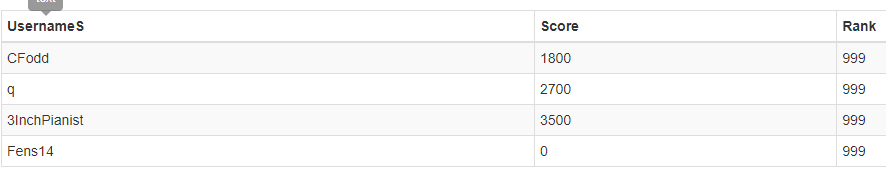 UsernameS Score Rank
CFodd 1800 999
q 2700 999
3InchPianist 3500 999
Fens14 0 999